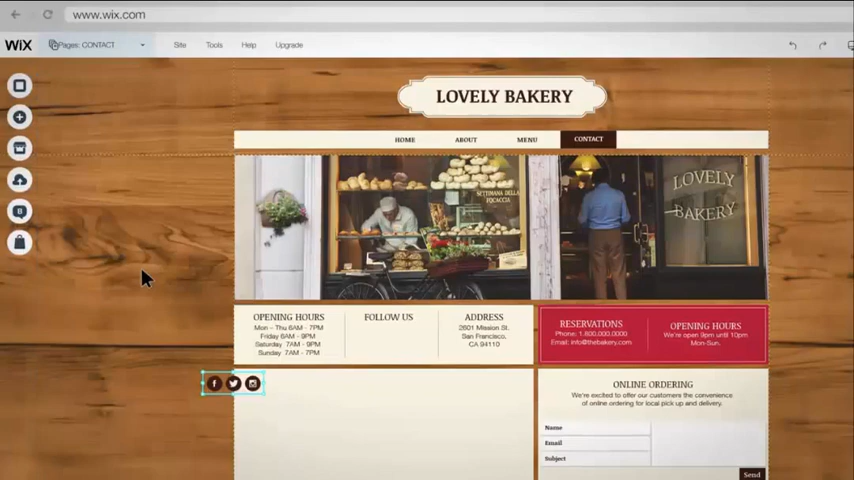 www.wix.com
WiX
Pages: CONTACT
Site
Tools
Help
Upgrade
LOVELY BAKERY
HOME
ABOUT
MENU
CONTACT
SETTIMANA DELLA
FOCACCIA
LOVELY
BAKERY
OPENING HOURS
Mon - Thu 6AM - 7PM
Friday 6AM - 9PM
Saturday 7AM - 9PM
Sunday 7AM - 7PM
FOLLOW US
ADDRESS
2601 Mission St.
San Francisco,
CA 94110
RESERVATIONS
Phone: 1.800.000.0000
Email: info@thebakery.com
OPENING HOURS
We're open 9pm until 10pm
Mon-Sun.
ONLINE ORDERING
We're excited to offer our customers the convenience
of online ordering for local pick up and delivery.
Name
Email
Subject
Send